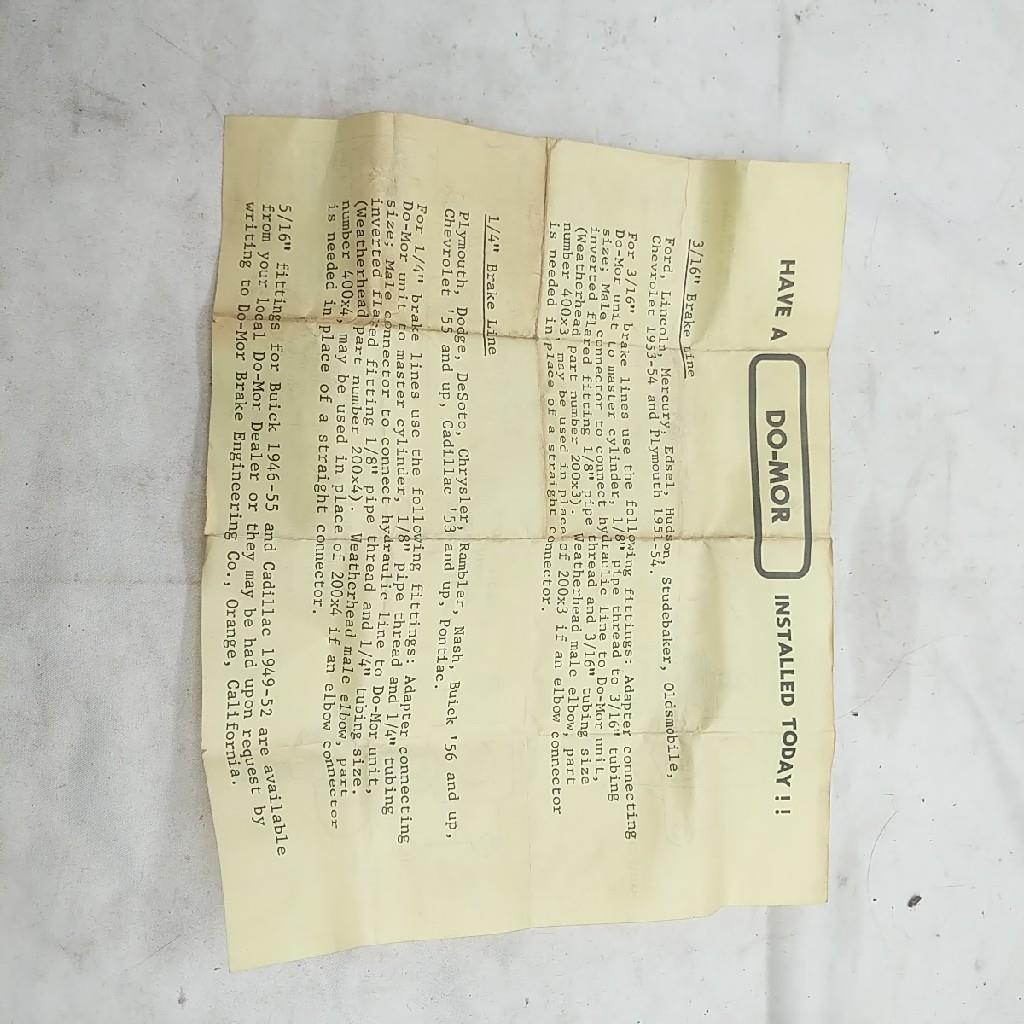 HAVE A DO-MOR INSTALLED TODAY!!
3/16" Brake Line
Ford, Lincoln, Mercury, Edsel, Hudson, Studebaker, Oldsmobile,
Chevrolet 1953-54 and Plymouth 1951-54.
For 3/16" brake lines use the following fittings: Adapter connecting
Do-Mor unit to master cylinder, 1/8" pipe thread to 3/16" tubing
size; Male connector to connect hydraulic line to Do-Mor unit,
inverted flared fitting 1/8" pipe thread and 3/16" tubing size
(Weatherhead part number 200x3). Weatherhead male elbow, part
number 400x3, may be used in place of 200x3 if an elbow connector
is needed in place of a straight connector.
1/4" Brake Line
Plymouth, Dodge, DeSoto, Chrysler, Rambler, Nash, Buick '56 and up,
Chevrolet '55 and up, Cadillac '53 and up, Pontiac.
For 1/4" brake lines use the following fittings: Adapter connecting
Do-Mor unit to master cylinder, 1/8" pipe thread and 1/4" tubing
size; Male connector to connect hydraulic line to Do-Mor unit,
inverted flared fitting 1/8" pipe thread and 1/4" tubing size.
(Weatherhead part number 200x4). Weatherhead male elbow, part
number 400x4, may be used in place of 200x4 if an elbow connector
is needed in place of a straight connector.
5/16" fittings for Buick 1946-55 and Cadillac 1949-52 are available
from your local Do-Mor Dealer or they may be had upon request by
writing to Do-Mor Brake Engineering Co., Orange, California.